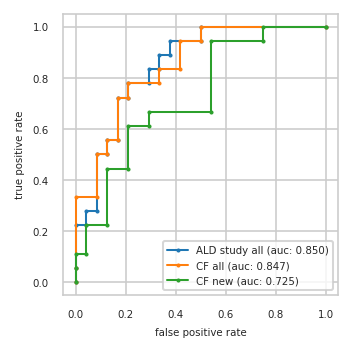 1.0
0.8
0.6
0.4
0.2
0.0
true positive rate
ALD study all (auc: 0.850)
CF all (auc: 0.847)
CF new (auc: 0.725)
0.0 0.2 0.4 0.6 0.8 1.0
false positive rate